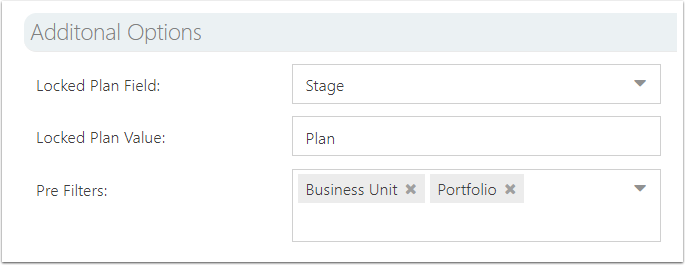 Additonal Options
Locked Plan Field: Stage
Locked Plan Value: Plan
Pre Filters: Business Unit ✖ Portfolio ✖